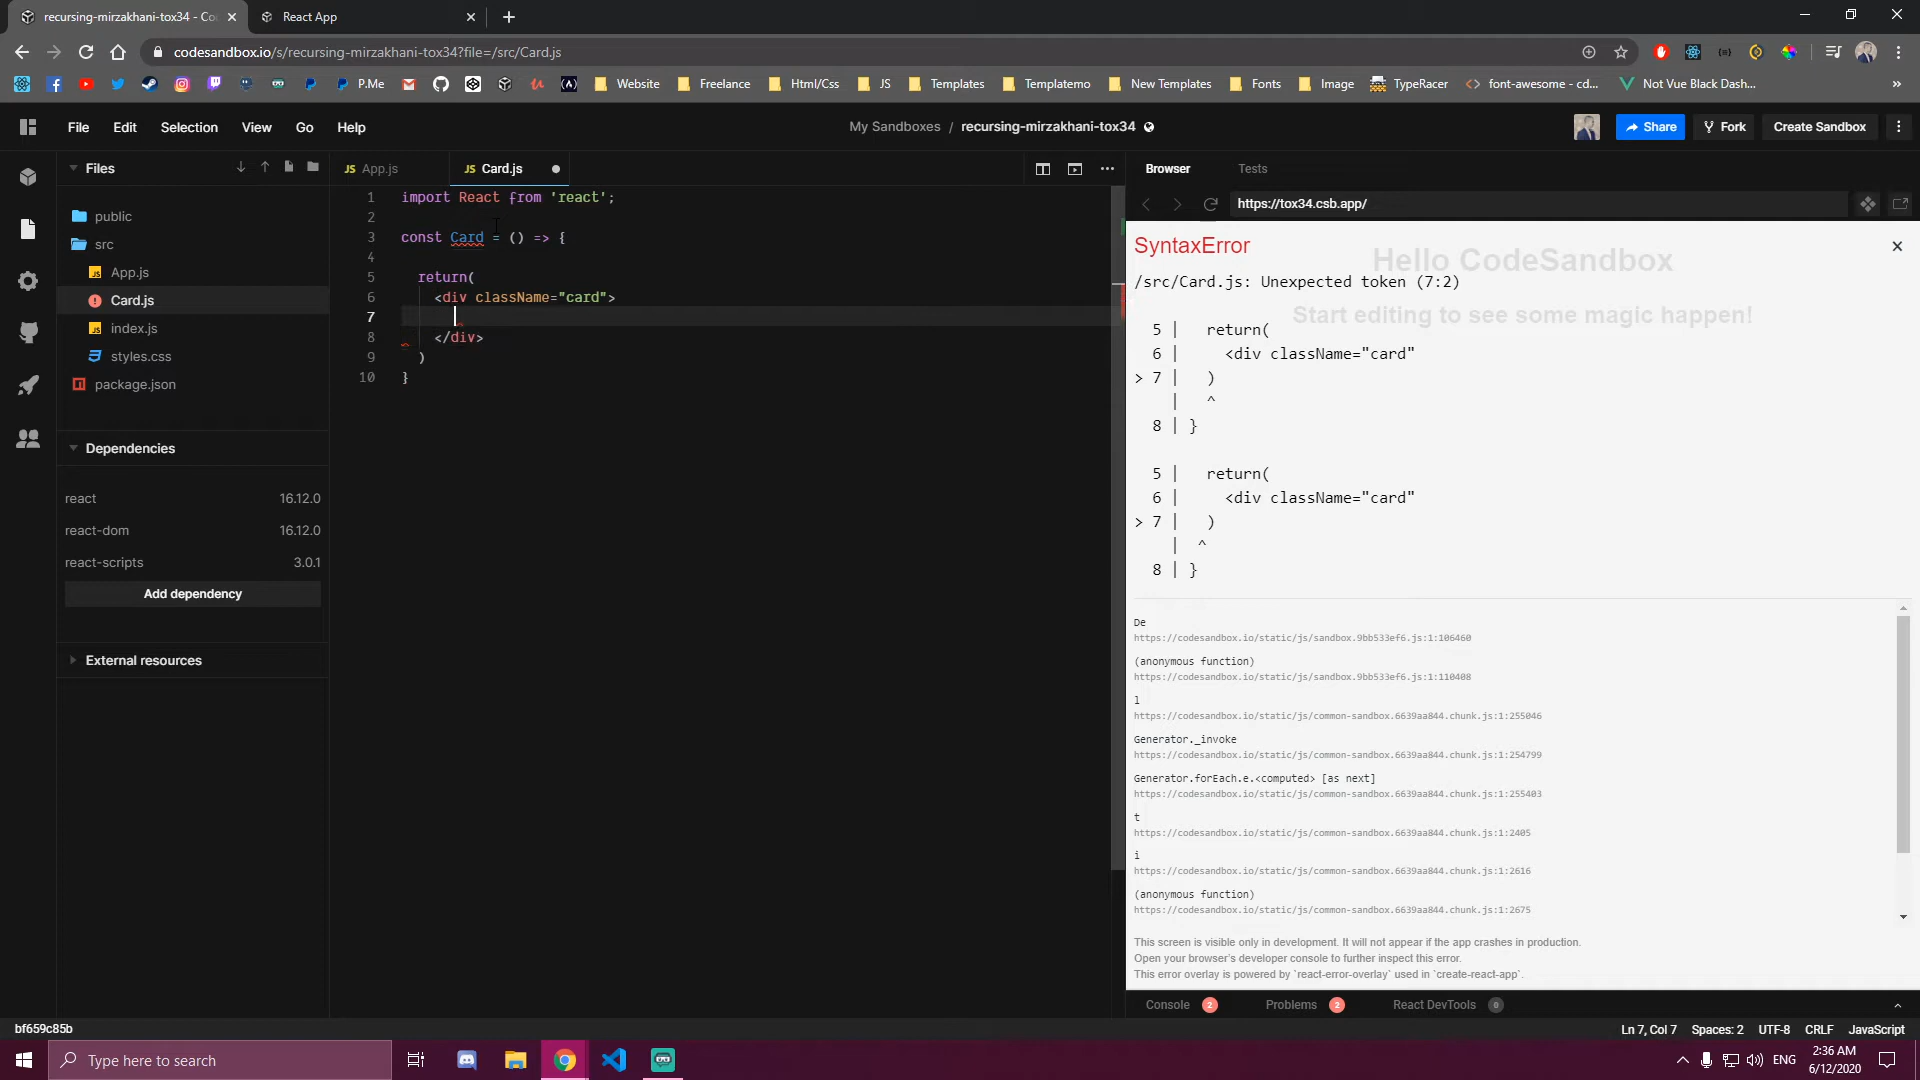 recursing-mirzakhani-tox34 - Co
React App
codesandbox.io/s/recursing-mirzakhani-tox34?file=/src/Card.js
P.Me
Website
Freelance
Html/Css
JS
Templates
Templatemo
New Templates
Fonts
Image
TypeRacer
font-awesome - cd...
Not Vue Black Dash...
File
Edit
Selection
View
Go
Help
My Sandboxes / recursing-mirzakhani-tox34
Share
Fork
Create Sandbox
Files
public
src
App.js
Card.js
index.js
styles.css
package.json
Dependencies
react 16.12.0
react-dom 16.12.0
react-scripts 3.0.1
Add dependency
External resources
JS App.js
JS Card.js
1 import React from 'react';
2
3 const Card = () => {
4
5 return(
6 <div className="card">
7
8 </div>
9 )
10 }
Browser
Tests
https://tox34.csb.app/
Hello CodeSandbox
Start editing to see some magic happen!
SyntaxError
/src/Card.js: Unexpected token (7:2)
5 | return(
6 | <div className="card"
> 7 | )
| ^
8 | }
5 | return(
6 | <div className="card"
> 7 | )
| ^
8 | }
De
https://codesandbox.io/static/js/sandbox.9bb533ef6.js:1:106460
(anonymous function)
https://codesandbox.io/static/js/sandbox.9bb533ef6.js:1:110408
l
https://codesandbox.io/static/js/common-sandbox.6639aa844.chunk.js:1:255046
Generator._invoke
https://codesandbox.io/static/js/common-sandbox.6639aa844.chunk.js:1:254799
Generator.forEach.e.<computed> [as next]
https://codesandbox.io/static/js/common-sandbox.6639aa844.chunk.js:1:255403
t
https://codesandbox.io/static/js/common-sandbox.6639aa844.chunk.js:1:2405
i
https://codesandbox.io/static/js/common-sandbox.6639aa844.chunk.js:1:2616
(anonymous function)
https://codesandbox.io/static/js/common-sandbox.6639aa844.chunk.js:1:2675
This screen is visible only in development. It will not appear if the app crashes in production.
Open your browser's developer console to further inspect this error.
This error overlay is powered by `react-error-overlay` used in `create-react-app`.
Console 2
Problems 2
React DevTools 0
bf659c85b
Ln 7, Col 7
Spaces: 2
UTF-8
CRLF
JavaScript
Type here to search
ENG
2:36 AM
6/12/2020